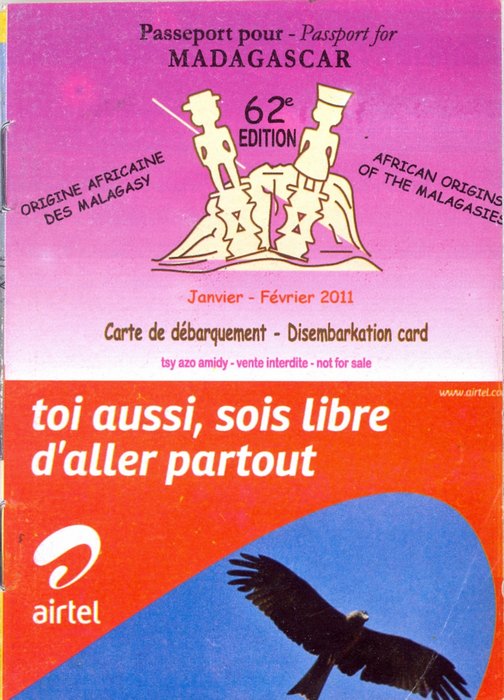 Passeport pour - Passport for
MADAGASCAR
62e
EDITION
ORIGINE AFRICAINE
DES MALAGASY
AFRICAN ORIGINS
OF THE MALAGASIES
Janvier - Février 2011
Carte de débarquement - Disembarkation card
tsy azo amidy - vente interdite - not for sale
www.airtel.co
toi aussi, sois libre
d'aller partout
airtel